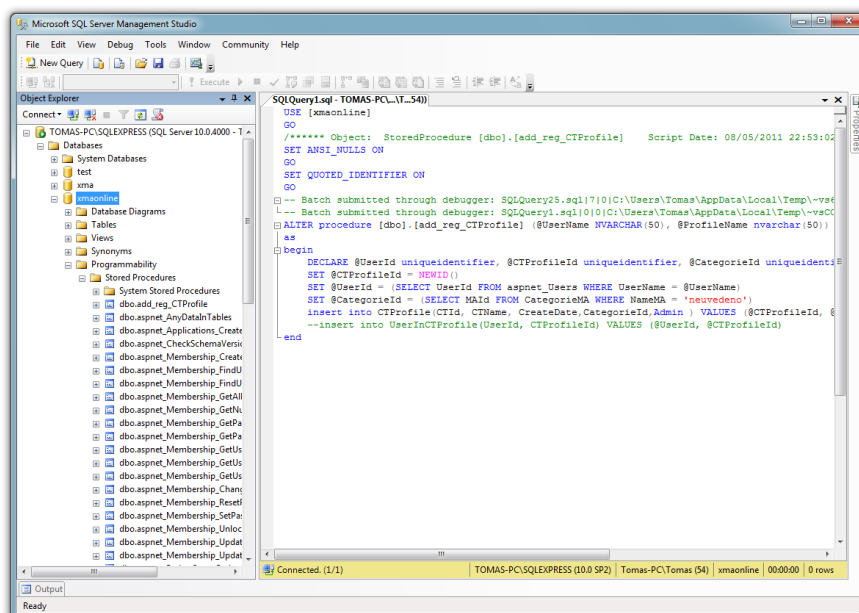 Microsoft SQL Server Management Studio
File Edit View Debug Tools Window Community Help
New Query
Execute
Object Explorer
Connect
TOMAS-PC\SQLEXPRESS (SQL Server 10.0.4000 - T
Databases
System Databases
test
xma
xmaonline
Database Diagrams
Tables
Views
Synonyms
Programmability
Stored Procedures
System Stored Procedures
dbo.add_reg_CTProfile
dbo.aspnet_AnyDataInTables
dbo.aspnet_Applications_Create
dbo.aspnet_CheckSchemaVersio
dbo.aspnet_Membership_Create
dbo.aspnet_Membership_FindU
dbo.aspnet_Membership_FindU
dbo.aspnet_Membership_GetAll
dbo.aspnet_Membership_GetNu
dbo.aspnet_Membership_GetPa
dbo.aspnet_Membership_GetPa
dbo.aspnet_Membership_GetUs
dbo.aspnet_Membership_GetUs
dbo.aspnet_Membership_GetUs
dbo.aspnet_Membership_Chang
dbo.aspnet_Membership_ResetP
dbo.aspnet_Membership_SetPas
dbo.aspnet_Membership_Unloc
dbo.aspnet_Membership_Updat
dbo.aspnet_Membership_Updat
SQLQuery1.sql - TOMAS-PC\...\T...54))
USE [xmaonline]
GO
/****** Object: StoredProcedure [dbo].[add_reg_CTProfile] Script Date: 08/05/2011 22:53:02
SET ANSI_NULLS ON
GO
SET QUOTED_IDENTIFIER ON
GO
-- Batch submitted through debugger: SQLQuery25.sql|7|0|C:\Users\Tomas\AppData\Local\Temp\~vs6
-- Batch submitted through debugger: SQLQuery1.sql|0|0|C:\Users\Tomas\AppData\Local\Temp\~vsCC
ALTER procedure [dbo].[add_reg_CTProfile] (@UserName NVARCHAR(50), @ProfileName nvarchar(50))
as
begin
DECLARE @UserId uniqueidentifier, @CTProfileId uniqueidentifier, @CategorieId uniqueidenti
SET @CTProfileId = NEWID()
SET @UserId = (SELECT UserId FROM aspnet_Users WHERE UserName = @UserName)
SET @CategorieId = (SELECT MAId FROM CategorieMA WHERE NameMA = 'neuvedeno')
insert into CTProfile(CTId, CTName, CreateDate,CategorieId,Admin ) VALUES (@CTProfileId, @
--insert into UserInCTProfile(UserId, CTProfileId) VALUES (@UserId, @CTProfileId)
end
Properties
Connected. (1/1) TOMAS-PC\SQLEXPRESS (10.0 SP2) Tomas-PC\Tomas (54) xmaonline 00:00:00 0 rows
Output
Ready